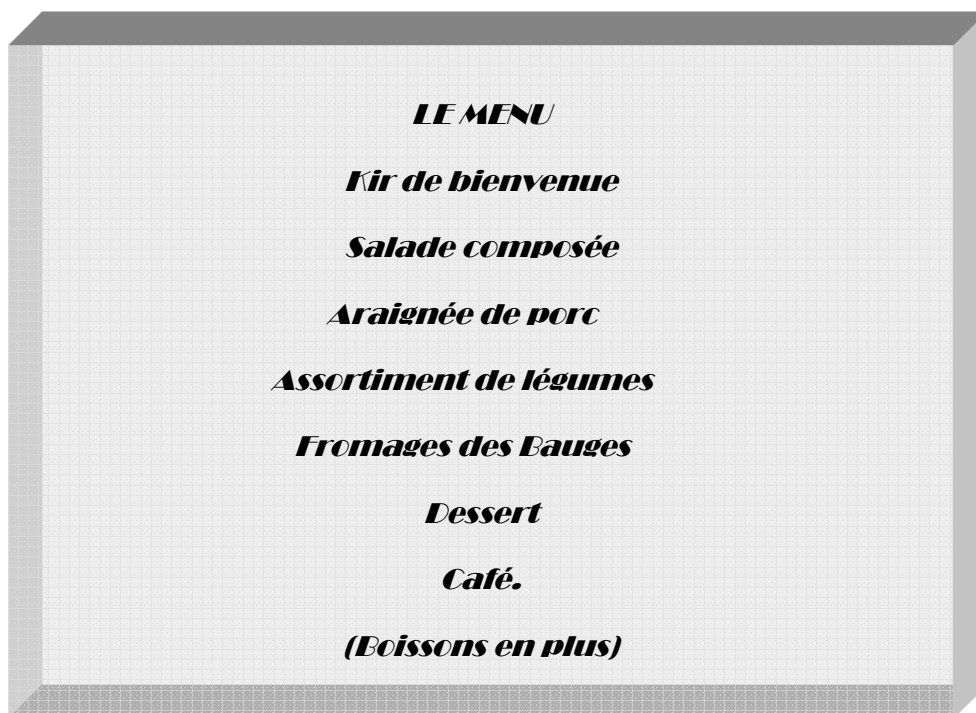 LE MENU
Kir de bienvenue
Salade composée
Araignée de porc
Assortiment de légumes
Fromages des Bauges
Dessert
Café.
(Boissons en plus)